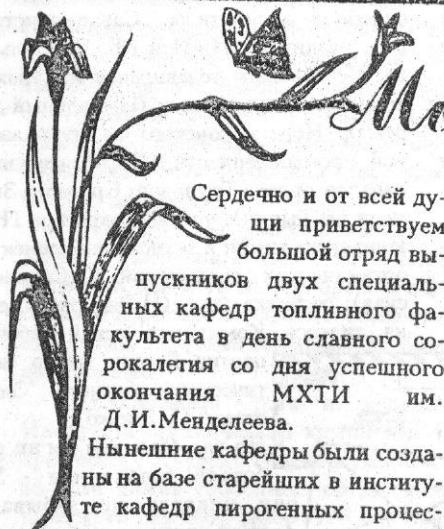 Сердечно и от всей ду-
ши приветствуем
большой отряд вы-
пускников двух специаль-
ных кафедр топливного фа-
культета в день славного со-
рокалетия со дня успешного
окончания МХТИ им.
Д.И.Менделеева.
Нынешние кафедры были созда-
ны на базе старейших в институ-
те кафедр пирогенных процес-